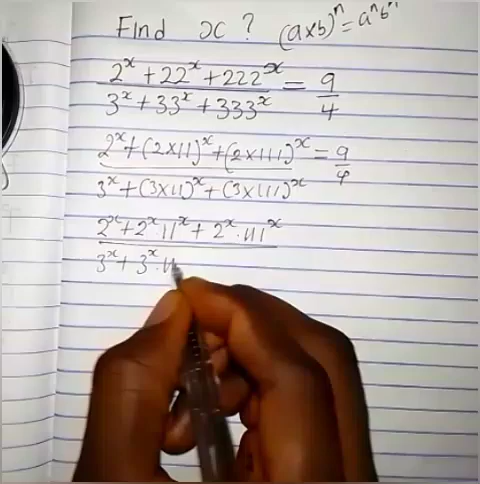 Find x ? (a×b)^n = a^n b^n
(2^x + 22^x + 222^x)/(3^x + 33^x + 333^x) = 9/4
(2^x + (2×11)^x + (2×111)^x)/(3^x + (3×11)^x + (3×111)^x) = 9/4
(2^x + 2^x·11^x + 2^x·111^x)/(3^x + 3^x·11